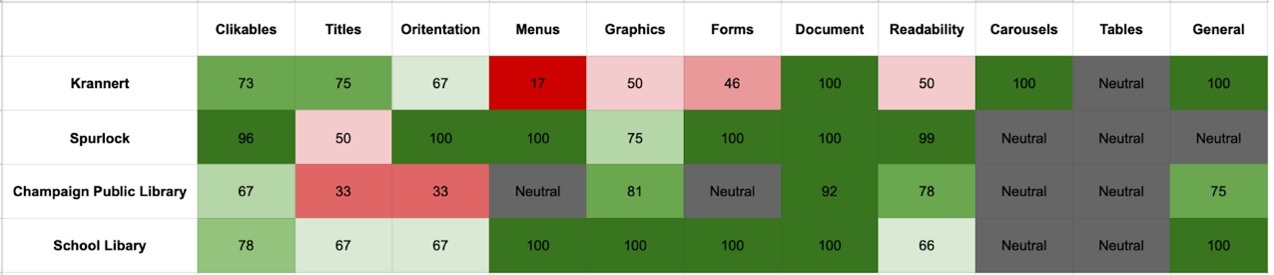 Clikables Titles Oritentation Menus Graphics Forms Document Readability Carousels Tables General
Krannert 73 75 67 17 50 46 100 50 100 Neutral 100
Spurlock 96 50 100 100 75 100 100 99 Neutral Neutral Neutral
Champaign Public Library 67 33 33 Neutral 81 Neutral 92 78 Neutral Neutral 75
School Libary 78 67 67 100 100 100 100 66 Neutral Neutral 100